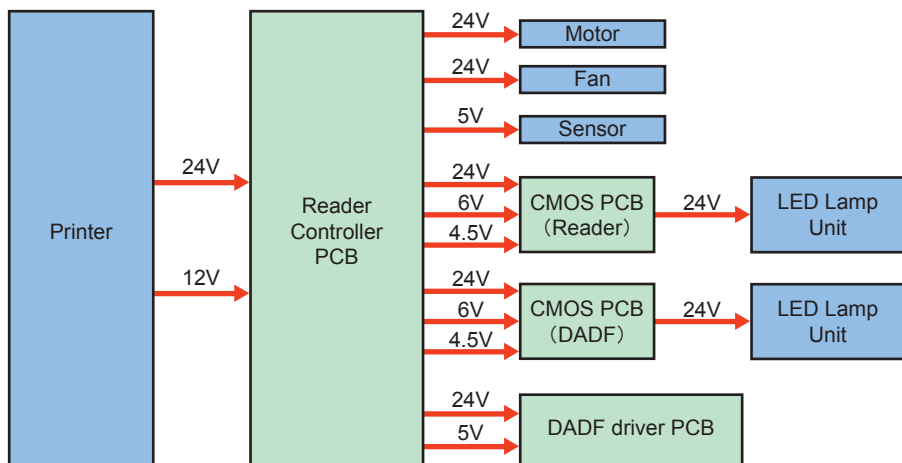 24V
Motor
24V
Fan
5V
Sensor
24V
12V
Printer
Reader
Controller
PCB
24V
6V
4.5V
CMOS PCB
（Reader）
24V
LED Lamp
Unit
24V
6V
4.5V
CMOS PCB
（DADF）
24V
LED Lamp
Unit
24V
5V
DADF driver PCB